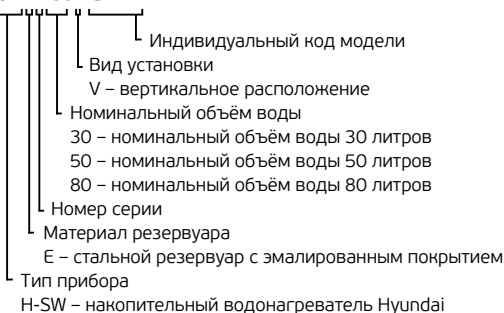 Индивидуальный код модели
Вид установки
V – вертикальное расположение
Номинальный объём воды
30 – номинальный объём воды 30 литров
50 – номинальный объём воды 50 литров
80 – номинальный объём воды 80 литров
Номер серии
Материал резервуара
E – стальной резервуар с эмалированным покрытием
Тип прибора
H-SW – накопительный водонагреватель Hyundai